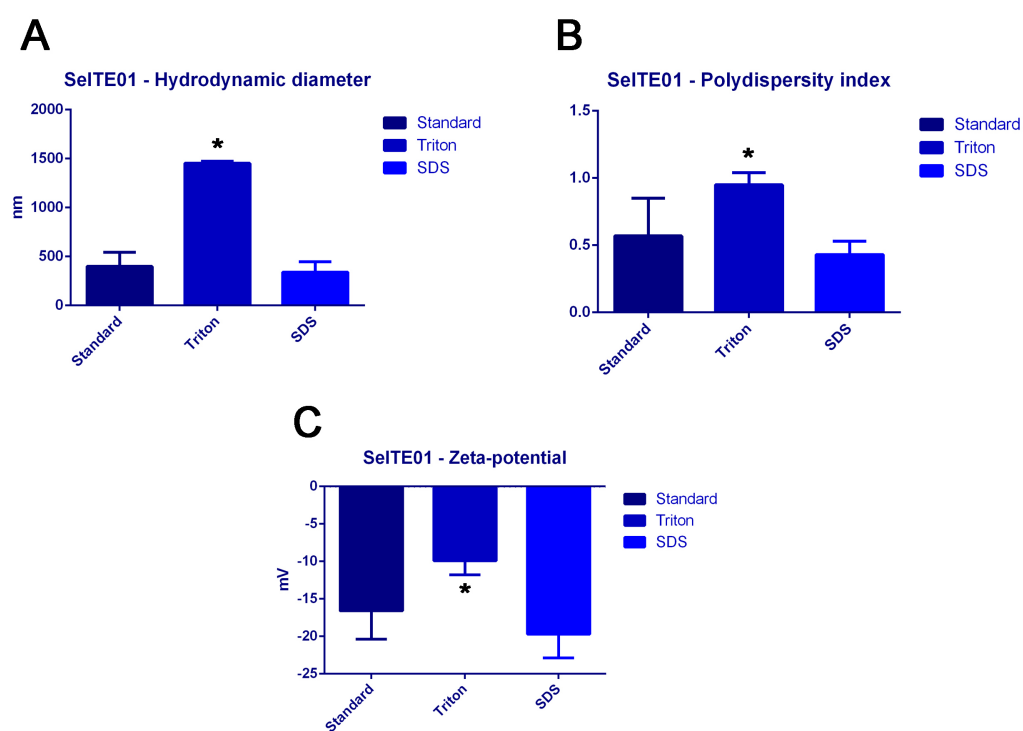 A
SeITE01 - Hydrodynamic diameter
2000
1500
1000
500
0
nm
*
Standard
Triton
SDS
Standard
Triton
SDS
B
SeITE01 - Polydispersity index
1.5
1.0
0.5
0.0
*
Standard
Triton
SDS
Standard
Triton
SDS
C
SeITE01 - Zeta-potential
0
-5
-10
-15
-20
-25
mV
*
Standard
Triton
SDS
Standard
Triton
SDS